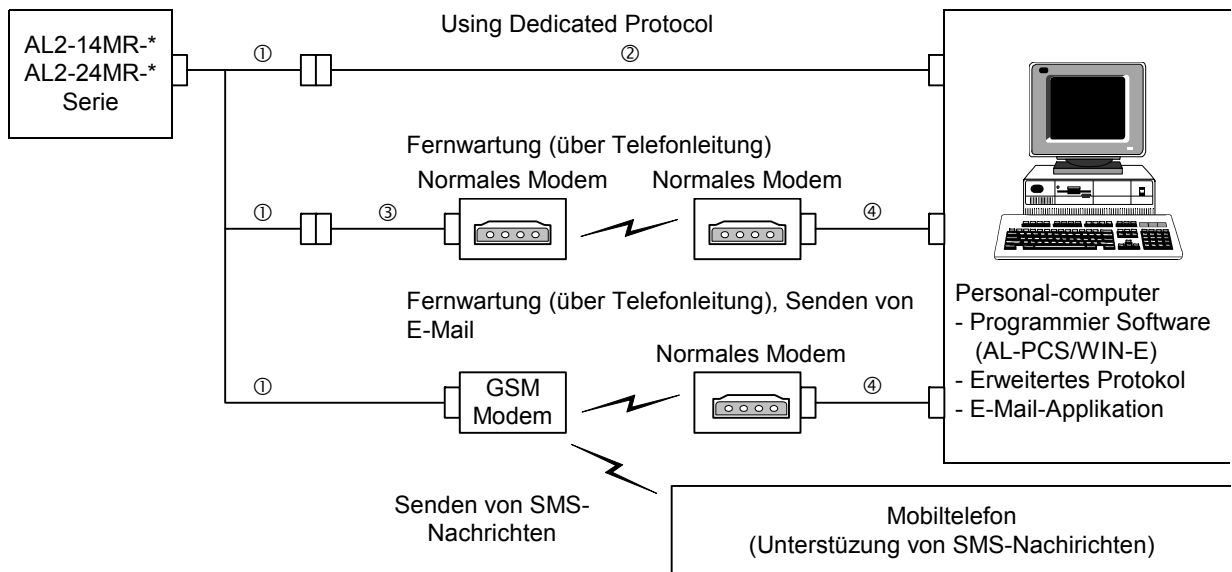 Using Dedicated Protocol
AL2-14MR-*
AL2-24MR-*
Serie
①
②
Fernwartung (über Telefonleitung)
Normales Modem
Normales Modem
①
③
④
Fernwartung (über Telefonleitung), Senden von
E-Mail
Normales Modem
①
GSM
Modem
④
Personal-computer
- Programmier Software
(AL-PCS/WIN-E)
- Erweitertes Protokol
- E-Mail-Applikation
Senden von SMS-
Nachrichten
Mobiltelefon
(Unterstüzung von SMS-Nachirichten)